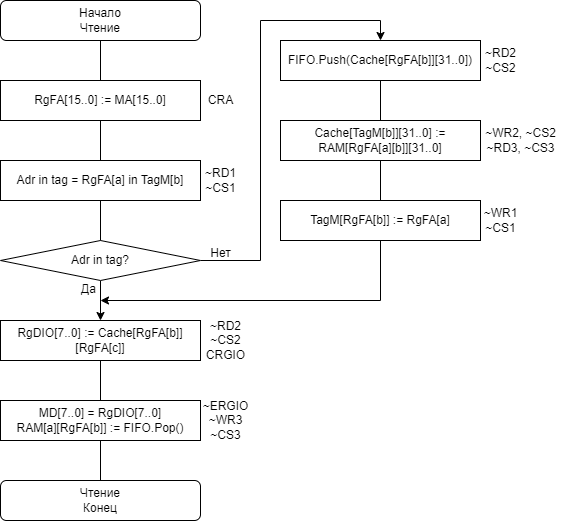 Начало
Чтение
RgFA[15..0] := MA[15..0]
CRA
Adr in tag = RgFA[a] in TagM[b]
~RD1
~CS1
Adr in tag?
Нет
Да
FIFO.Push(Cache[RgFA[b]][31..0])
~RD2
~CS2
Cache[TagM[b]][31..0] :=
RAM[RgFA[a][b]][31..0]
~WR2, ~CS2
~RD3, ~CS3
TagM[RgFA[b]] := RgFA[a]
~WR1
~CS1
RgDIO[7..0] := Cache[RgFA[b]]
[RgFA[c]]
~RD2
~CS2
CRGIO
MD[7..0] = RgDIO[7..0]
RAM[a][RgFA[b]] := FIFO.Pop()
~ERGIO
~WR3
~CS3
Чтение
Конец